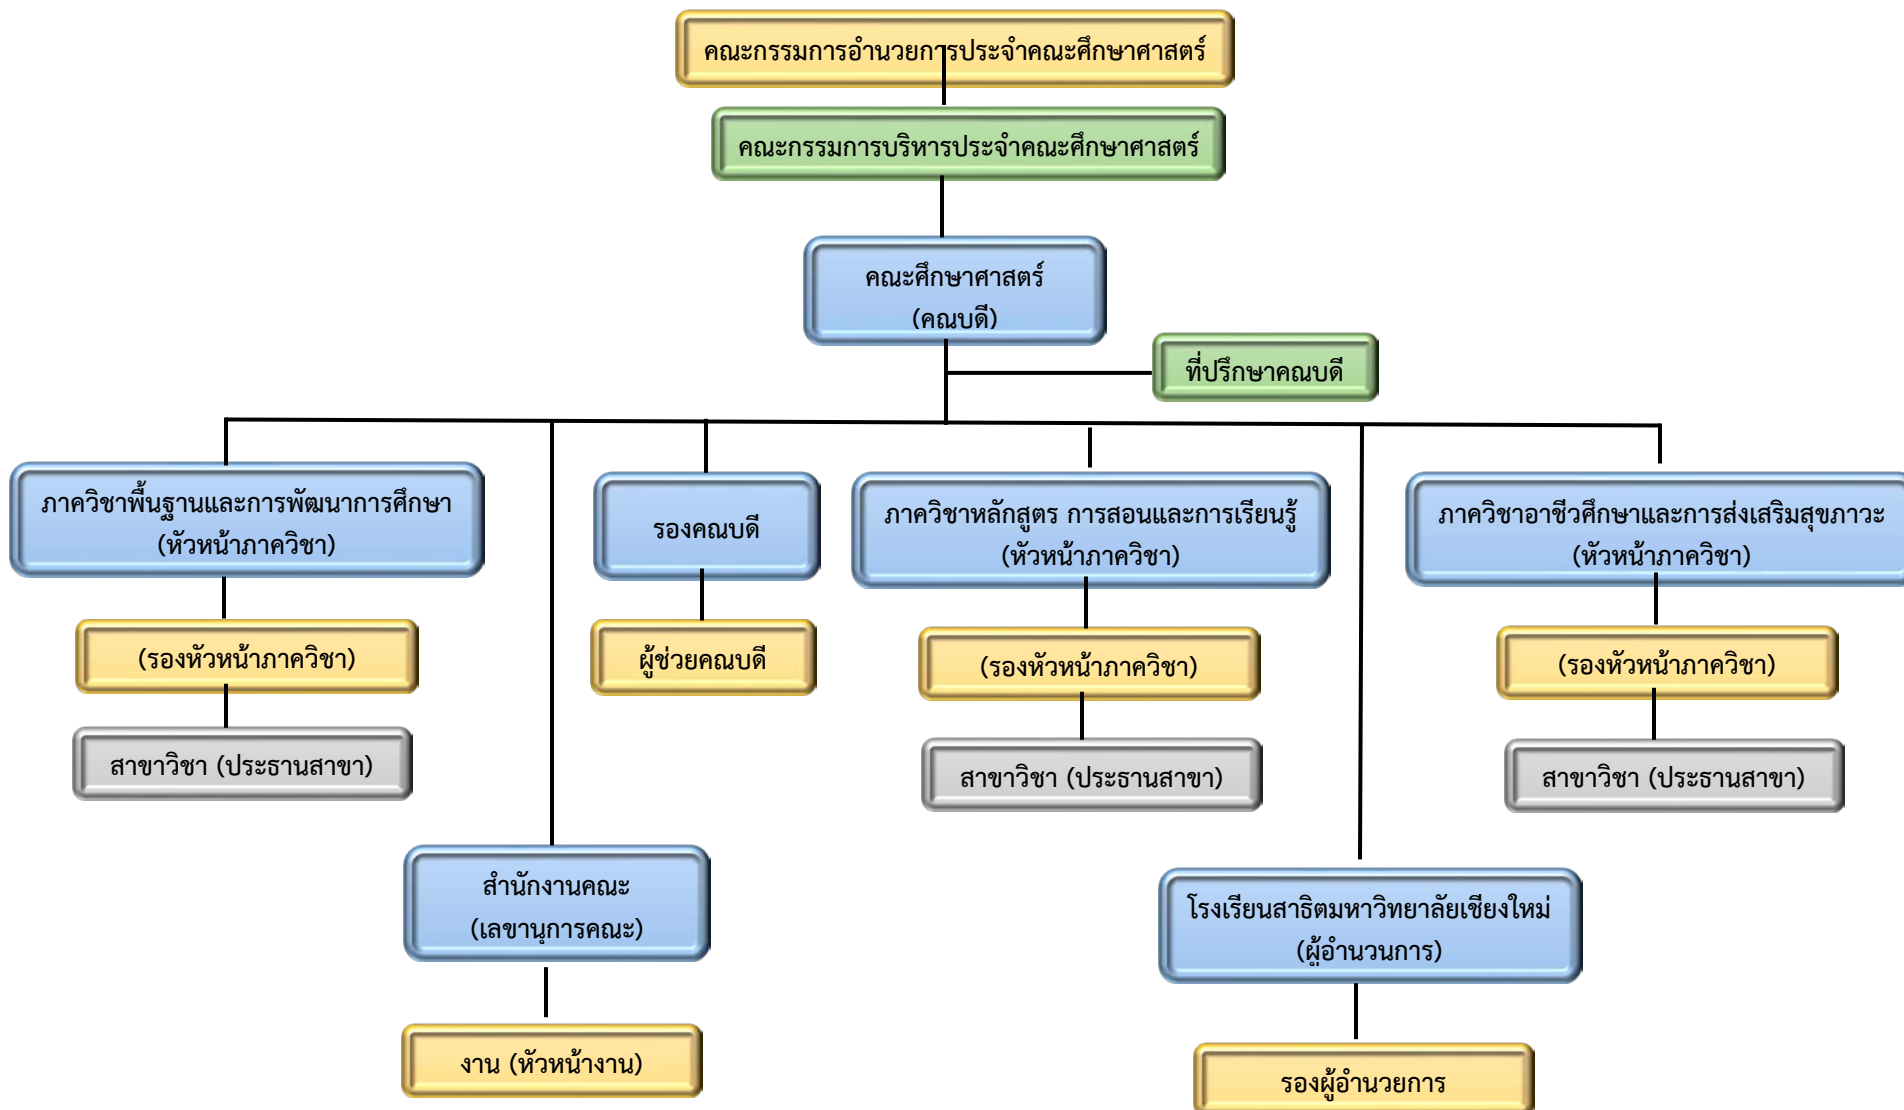 คณะกรรมการอำนวยการประจำคณะศึกษาศาสตร์
คณะกรรมการบริหารประจำคณะศึกษาศาสตร์
คณะศึกษาศาสตร์
(คณบดี)
ที่ปรึกษาคณบดี
ภาควิชาพื้นฐานและการพัฒนาการศึกษา
(หัวหน้าภาควิชา)
รองคณบดี
ภาควิชาหลักสูตร การสอนและการเรียนรู้
(หัวหน้าภาควิชา)
ภาควิชาอาชีวศึกษาและการส่งเสริมสุขภาวะ
(หัวหน้าภาควิชา)
(รองหัวหน้าภาควิชา)
ผู้ช่วยคณบดี
(รองหัวหน้าภาควิชา)
(รองหัวหน้าภาควิชา)
สาขาวิชา (ประธานสาขา)
สาขาวิชา (ประธานสาขา)
สาขาวิชา (ประธานสาขา)
สำนักงานคณะ
(เลขานุการคณะ)
โรงเรียนสาธิตมหาวิทยาลัยเชียงใหม่
(ผู้อำนวนการ)
งาน (หัวหน้างาน)
รองผู้อำนวยการ